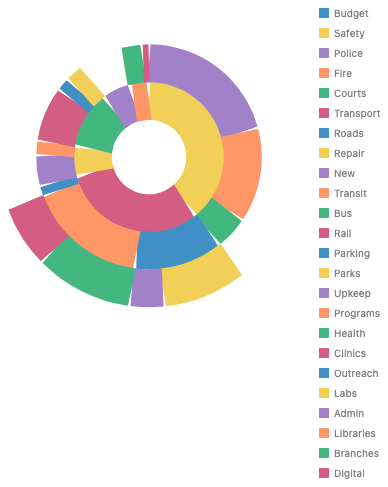 Budget
Safety
Police
Fire
Courts
Transport
Roads
Repair
New
Transit
Bus
Rail
Parking
Parks
Upkeep
Programs
Health
Clinics
Outreach
Labs
Admin
Libraries
Branches
Digital